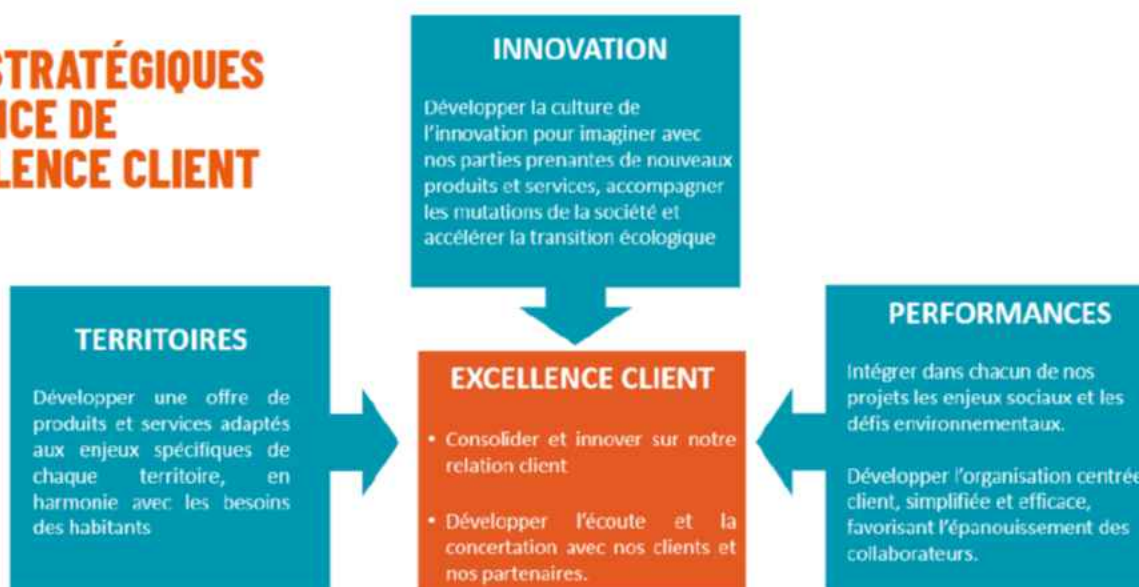 STRATÉGIQUES
DE
CLIENT
INNOVATION
Développer la culture de
l'innovation pour imaginer avec
nos parties prenantes de nouveaux
produits et services, accompagner
les mutations de la société et
accélérer la transition écologique
TERRITOIRES
Développer une offre de
produits et services adaptés
aux enjeux spécifiques de
chaque territoire, en
harmonie avec les besoins
des habitants
EXCELLENCE CLIENT
• Consolider et innover sur notre
relation client
• Développer l'écoute et la
concertation avec nos clients et
nos partenaires.
PERFORMANCES
Intégrer dans chacun de nos
projets les enjeux sociaux et les
défis environnementaux.
Développer l'organisation centrée
client, simplifiée et efficace,
favorisant l'épanouissement des
collaborateurs.